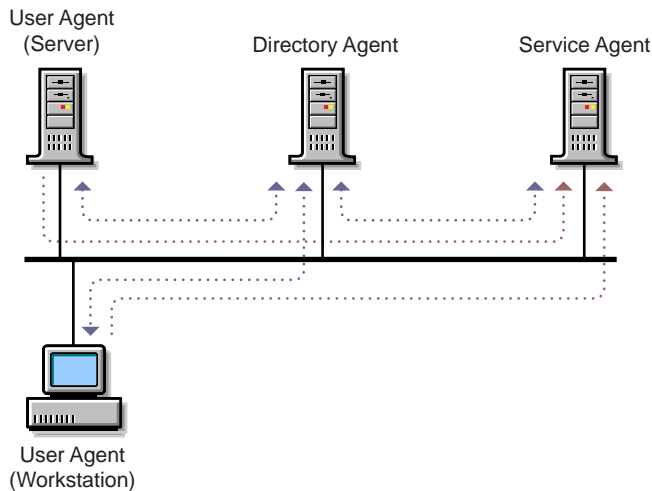 User Agent
(Server)
Directory Agent
Service Agent
User Agent
(Workstation)